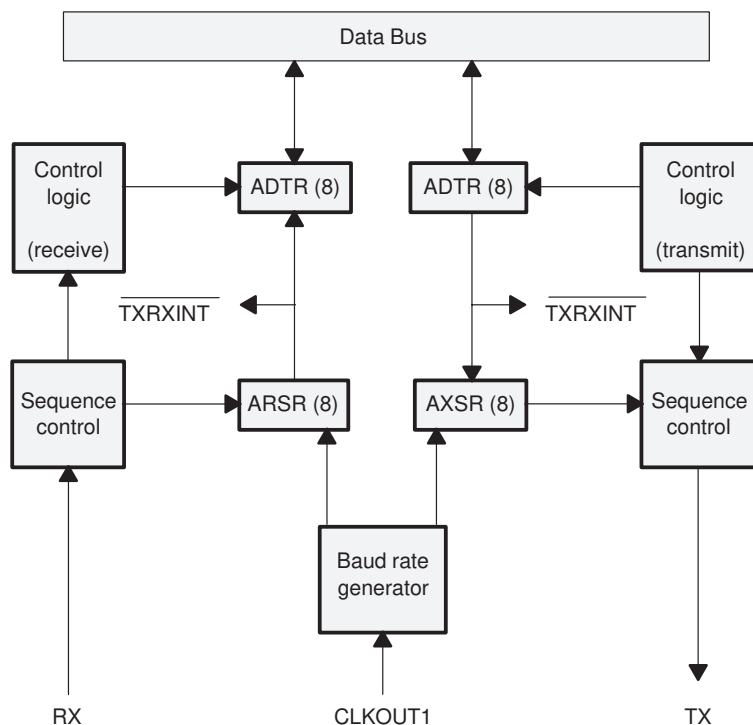 Data Bus
Control
logic
(receive)
ADTR (8)
ADTR (8)
Control
logic
(transmit)
TXRXINT
TXRXINT
Sequence
control
ARSR (8)
AXSR (8)
Sequence
control
Baud rate
generator
RX
CLKOUT1
TX